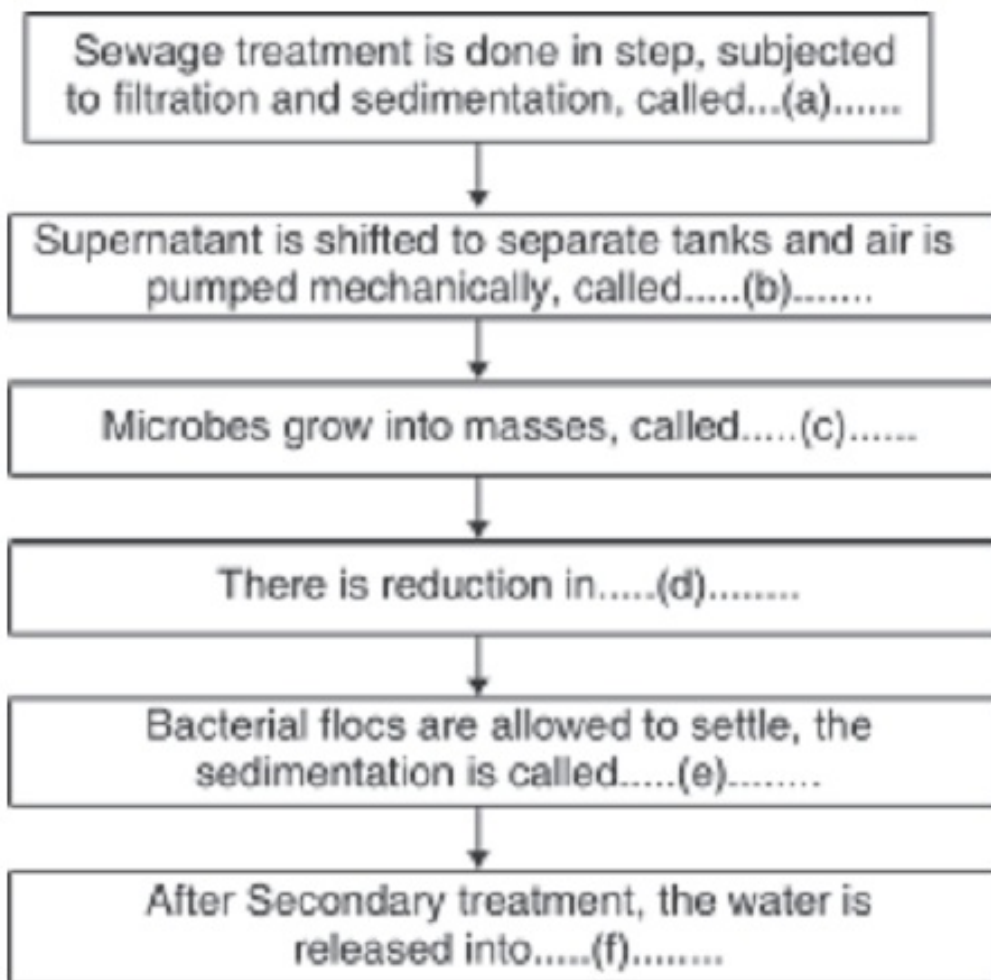 Sewage treatment is done in step, subjected
to filtration and sedimentation, called...(a)......
Supernatant is shifted to separate tanks and air is
pumped mechanically, called.....(b).......
Microbes grow into masses, called.....(c)......
There is reduction in.....(d)........
Bacterial flocs are allowed to settle, the
sedimentation is called.....(e)........
After Secondary treatment, the water is
released into.....(f)........